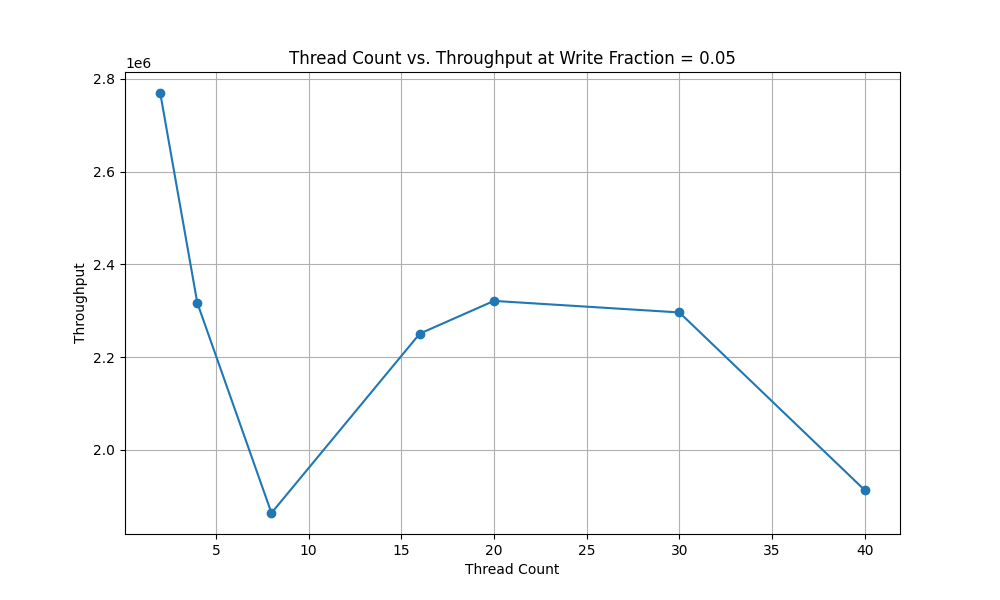 Thread Count vs. Throughput at Write Fraction = 0.05
1e6
2.8
2.6
2.4
2.2
2.0
Throughput
5 10 15 20 25 30 35 40
Thread Count